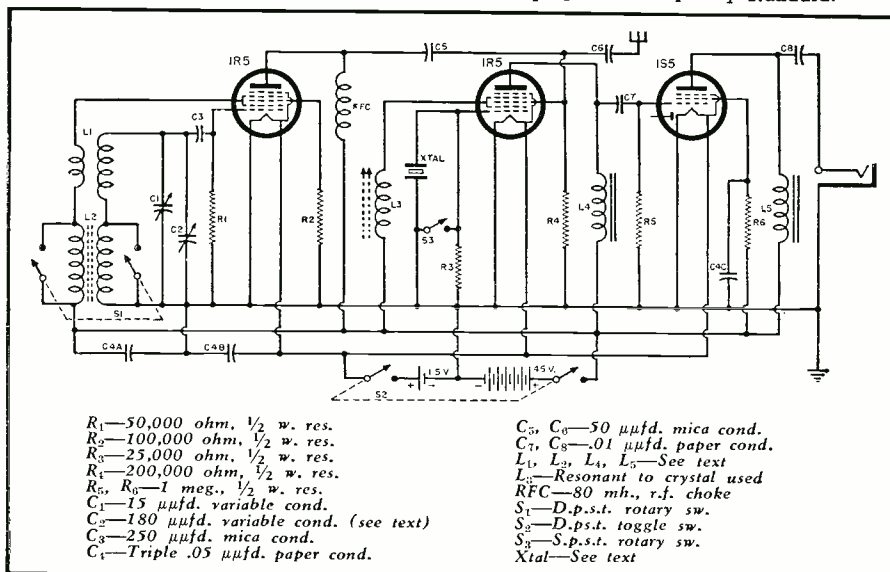 Standard.
1R5
C5
C6
1S5
C8
RFC
C7
L1
C3
XTAL
L2
C1
C2
R1
R2
L3
S3
R3
R4
L4
R5
C4C
R6
L5
S1
C4A
C4B
1R5
S2
+
1.5 V.
-
-
+
45 V.
R₁—50,000 ohm, ½ w. res.
R₂—100,000 ohm, ½ w. res.
R₃—25,000 ohm, ½ w. res.
R₄—200,000 ohm, ½ w. res.
R₅, R₆—1 meg., ½ w. res.
C₁—15 μμfd. variable cond.
C₂—180 μμfd. variable cond. (see text)
C₃—250 μμfd. mica cond.
C₄—Triple .05 μμfd. paper cond.
C₅, C₆—50 μμfd. mica cond.
C₇, C₈—.01 μμfd. paper cond.
L₁, L₂, L₄, L₅—See text
L₃—Resonant to crystal used
RFC—80 mh., r.f. choke
S₁—D.p.s.t. rotary sw.
S₂—D.ps.t. toggle sw.
S₃—S.p.s.t. rotary sw.
Xtal—See text